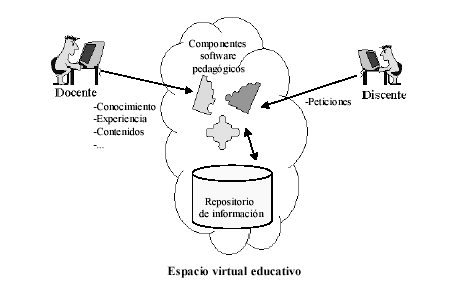 Componentes
software
pedagógicos
Docente
Discente
-Conocimiento
-Experiencia
-Contenidos
-...
-Peticiones
Repositorio
de información
Espacio virtual educativo